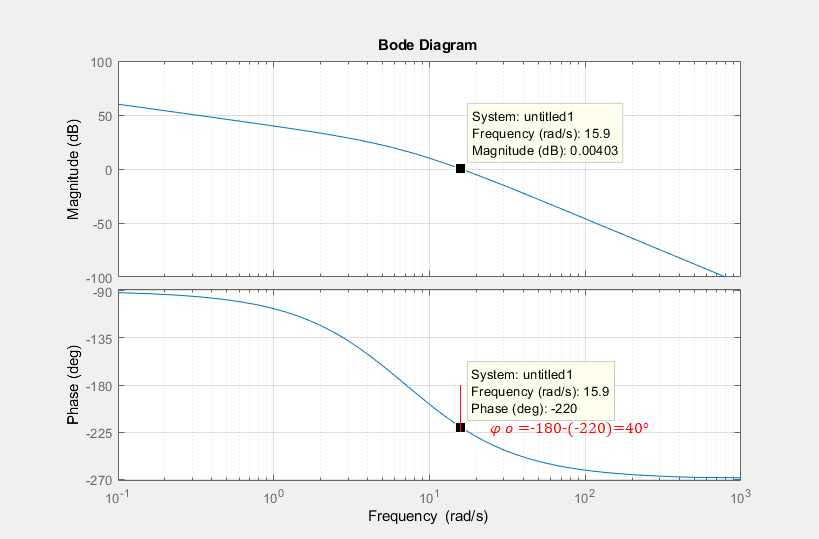 Bode Diagram
100
50
0
-50
-100
Magnitude (dB)
System: untitled1
Frequency (rad/s): 15.9
Magnitude (dB): 0.00403
-90
-135
-180
-225
-270
Phase (deg)
System: untitled1
Frequency (rad/s): 15.9
Phase (deg): -220
φ o =-180-(-220)=40°
10⁻¹ 10⁰ 10¹ 10² 10³
Frequency (rad/s)